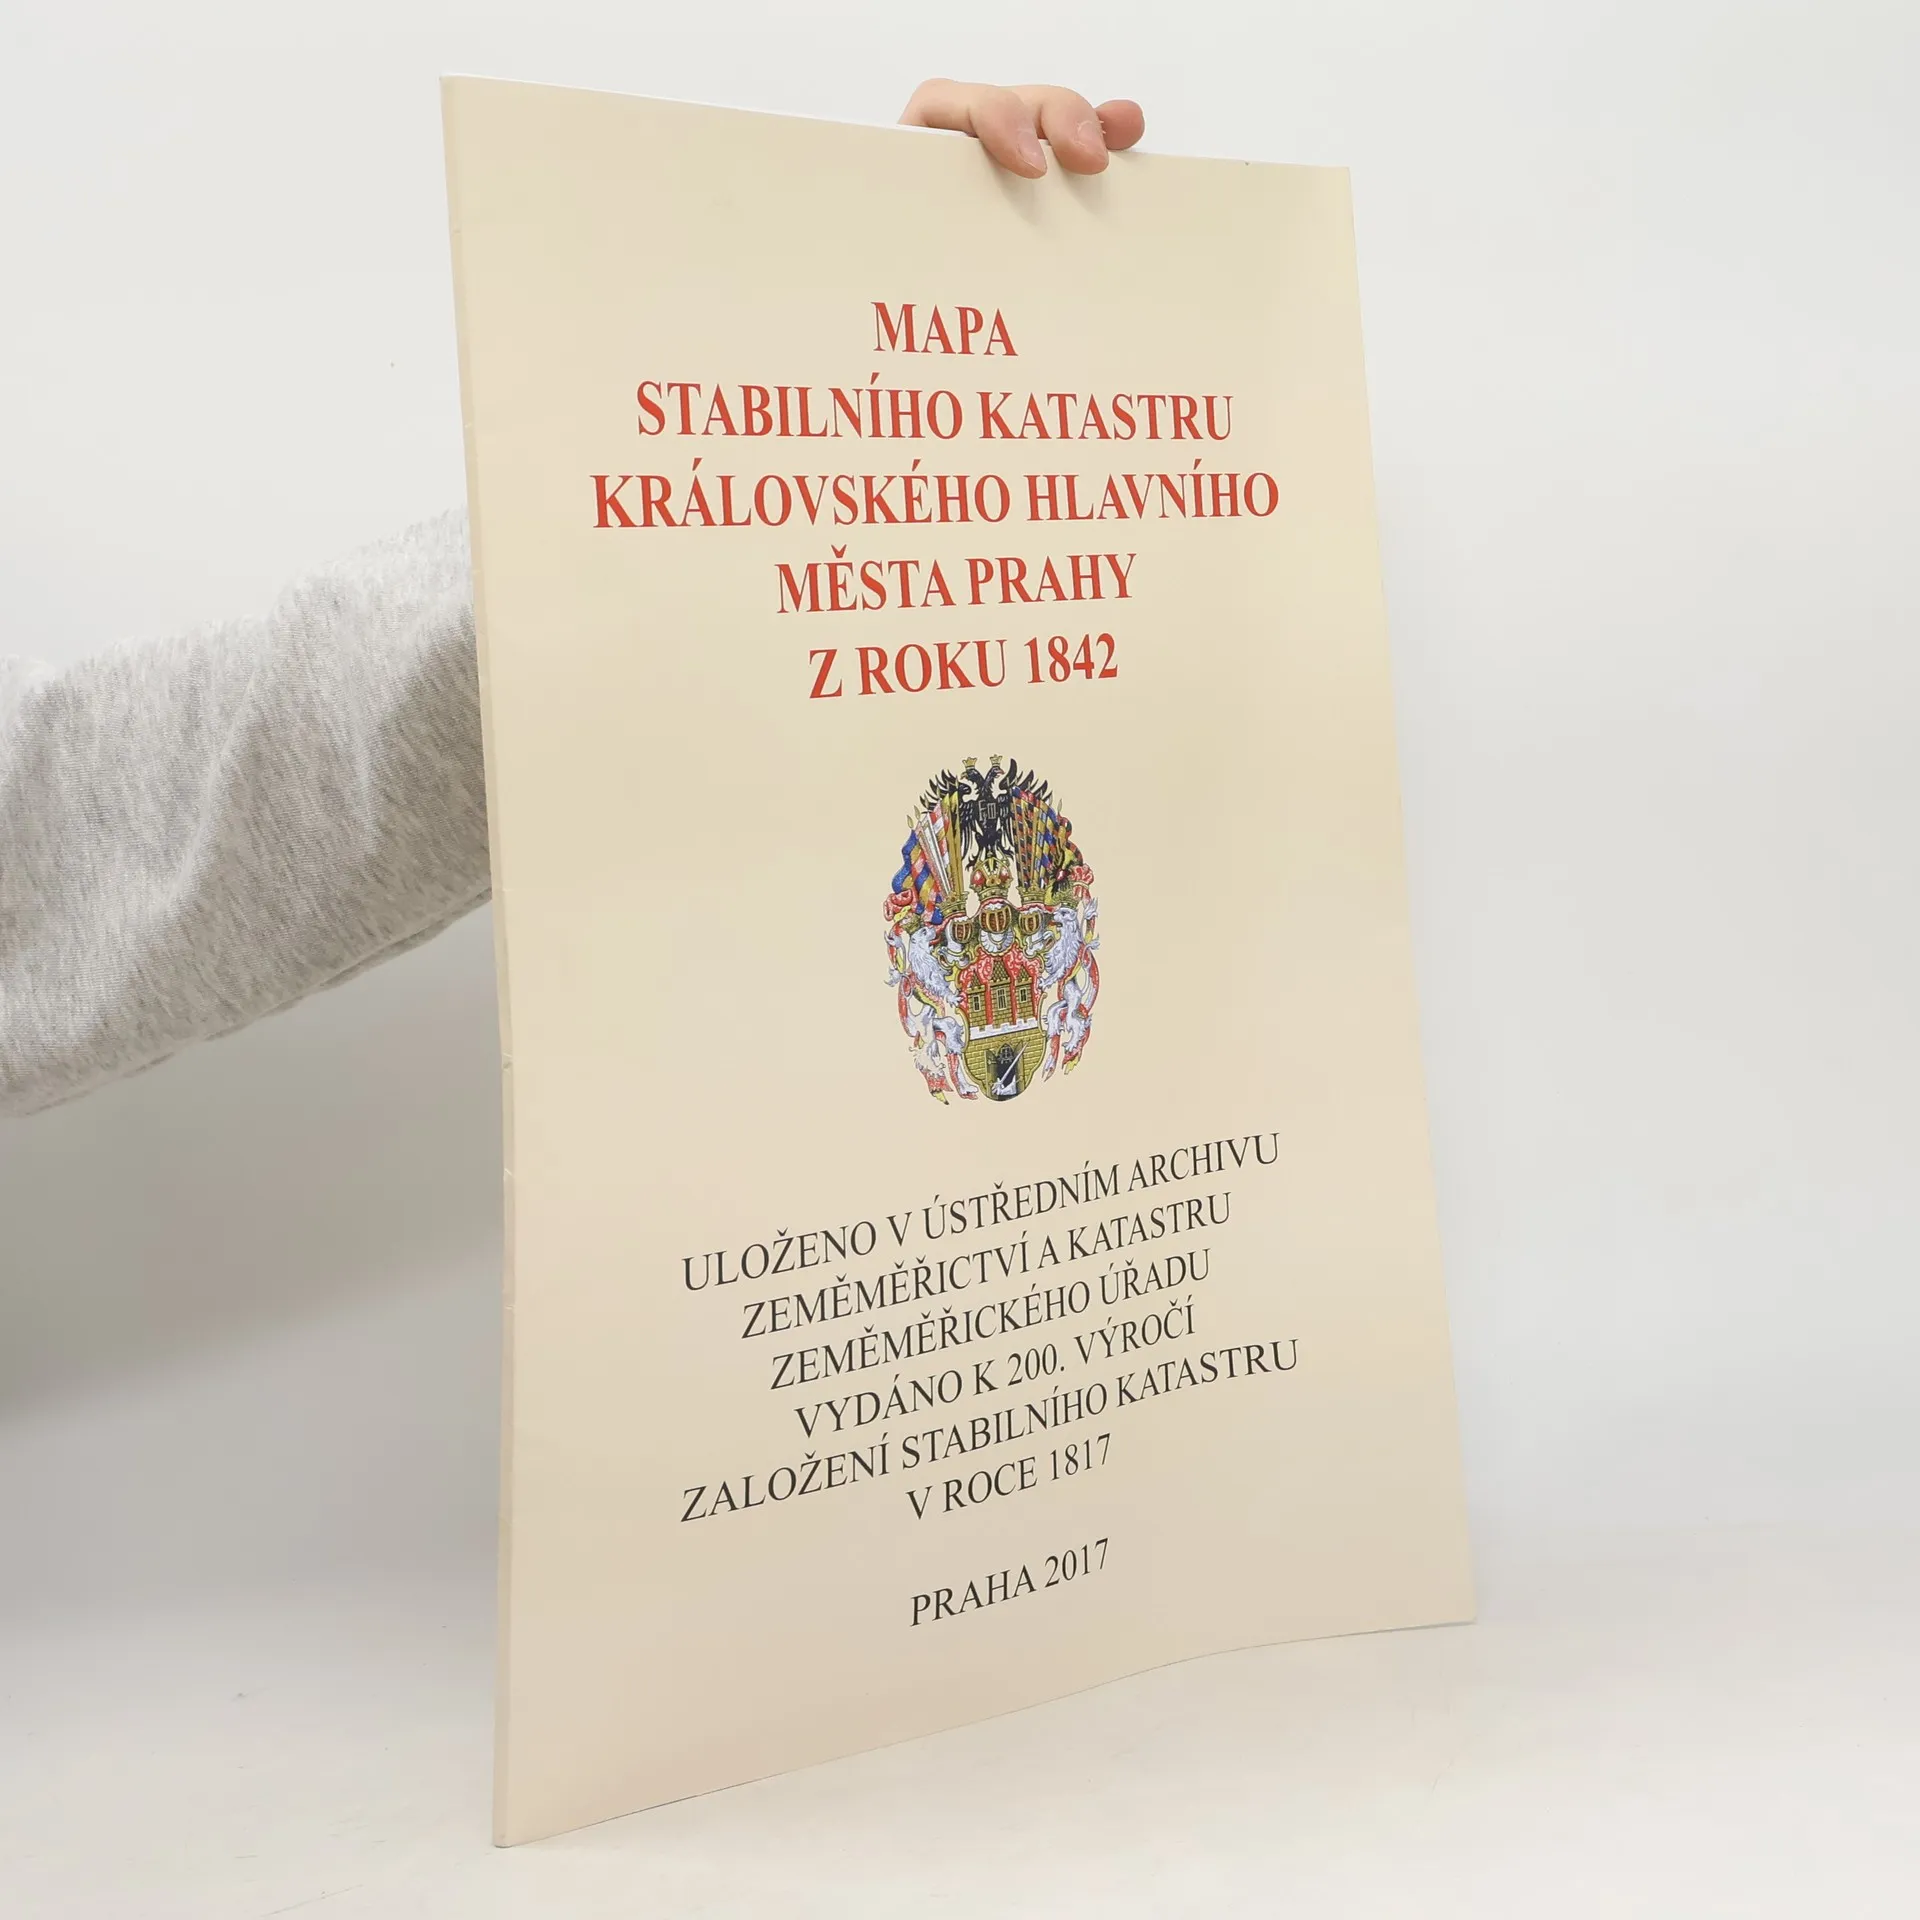 MAPA
STABILNÍHO KATASTRU
KRÁLOVSKÉHO HLAVNÍHO
MĚSTA PRAHY
Z ROKU 1842
ULOŽENO V ÚSTŘEDNÍM ARCHIVU
ZEMĚMĚŘICTVÍ A KATASTRU
ZEMĚMĚŘICKÉHO ÚŘADU
VYDÁNO K 200. VÝROČÍ
ZALOŽENÍ STABILNÍHO KATASTRU
V ROCE 1817
PRAHA 2017